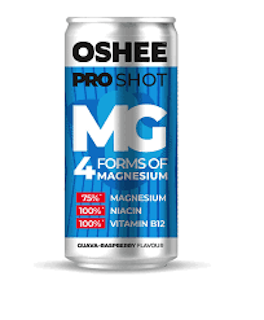 OSHEE
PRO SHOT
MG
4 FORMS OF
MAGNESIUM
75%* MAGNESIUM
100%* NIACIN
100%* VITAMIN B12
GUAVA-RASPBERRY FLAVOUR